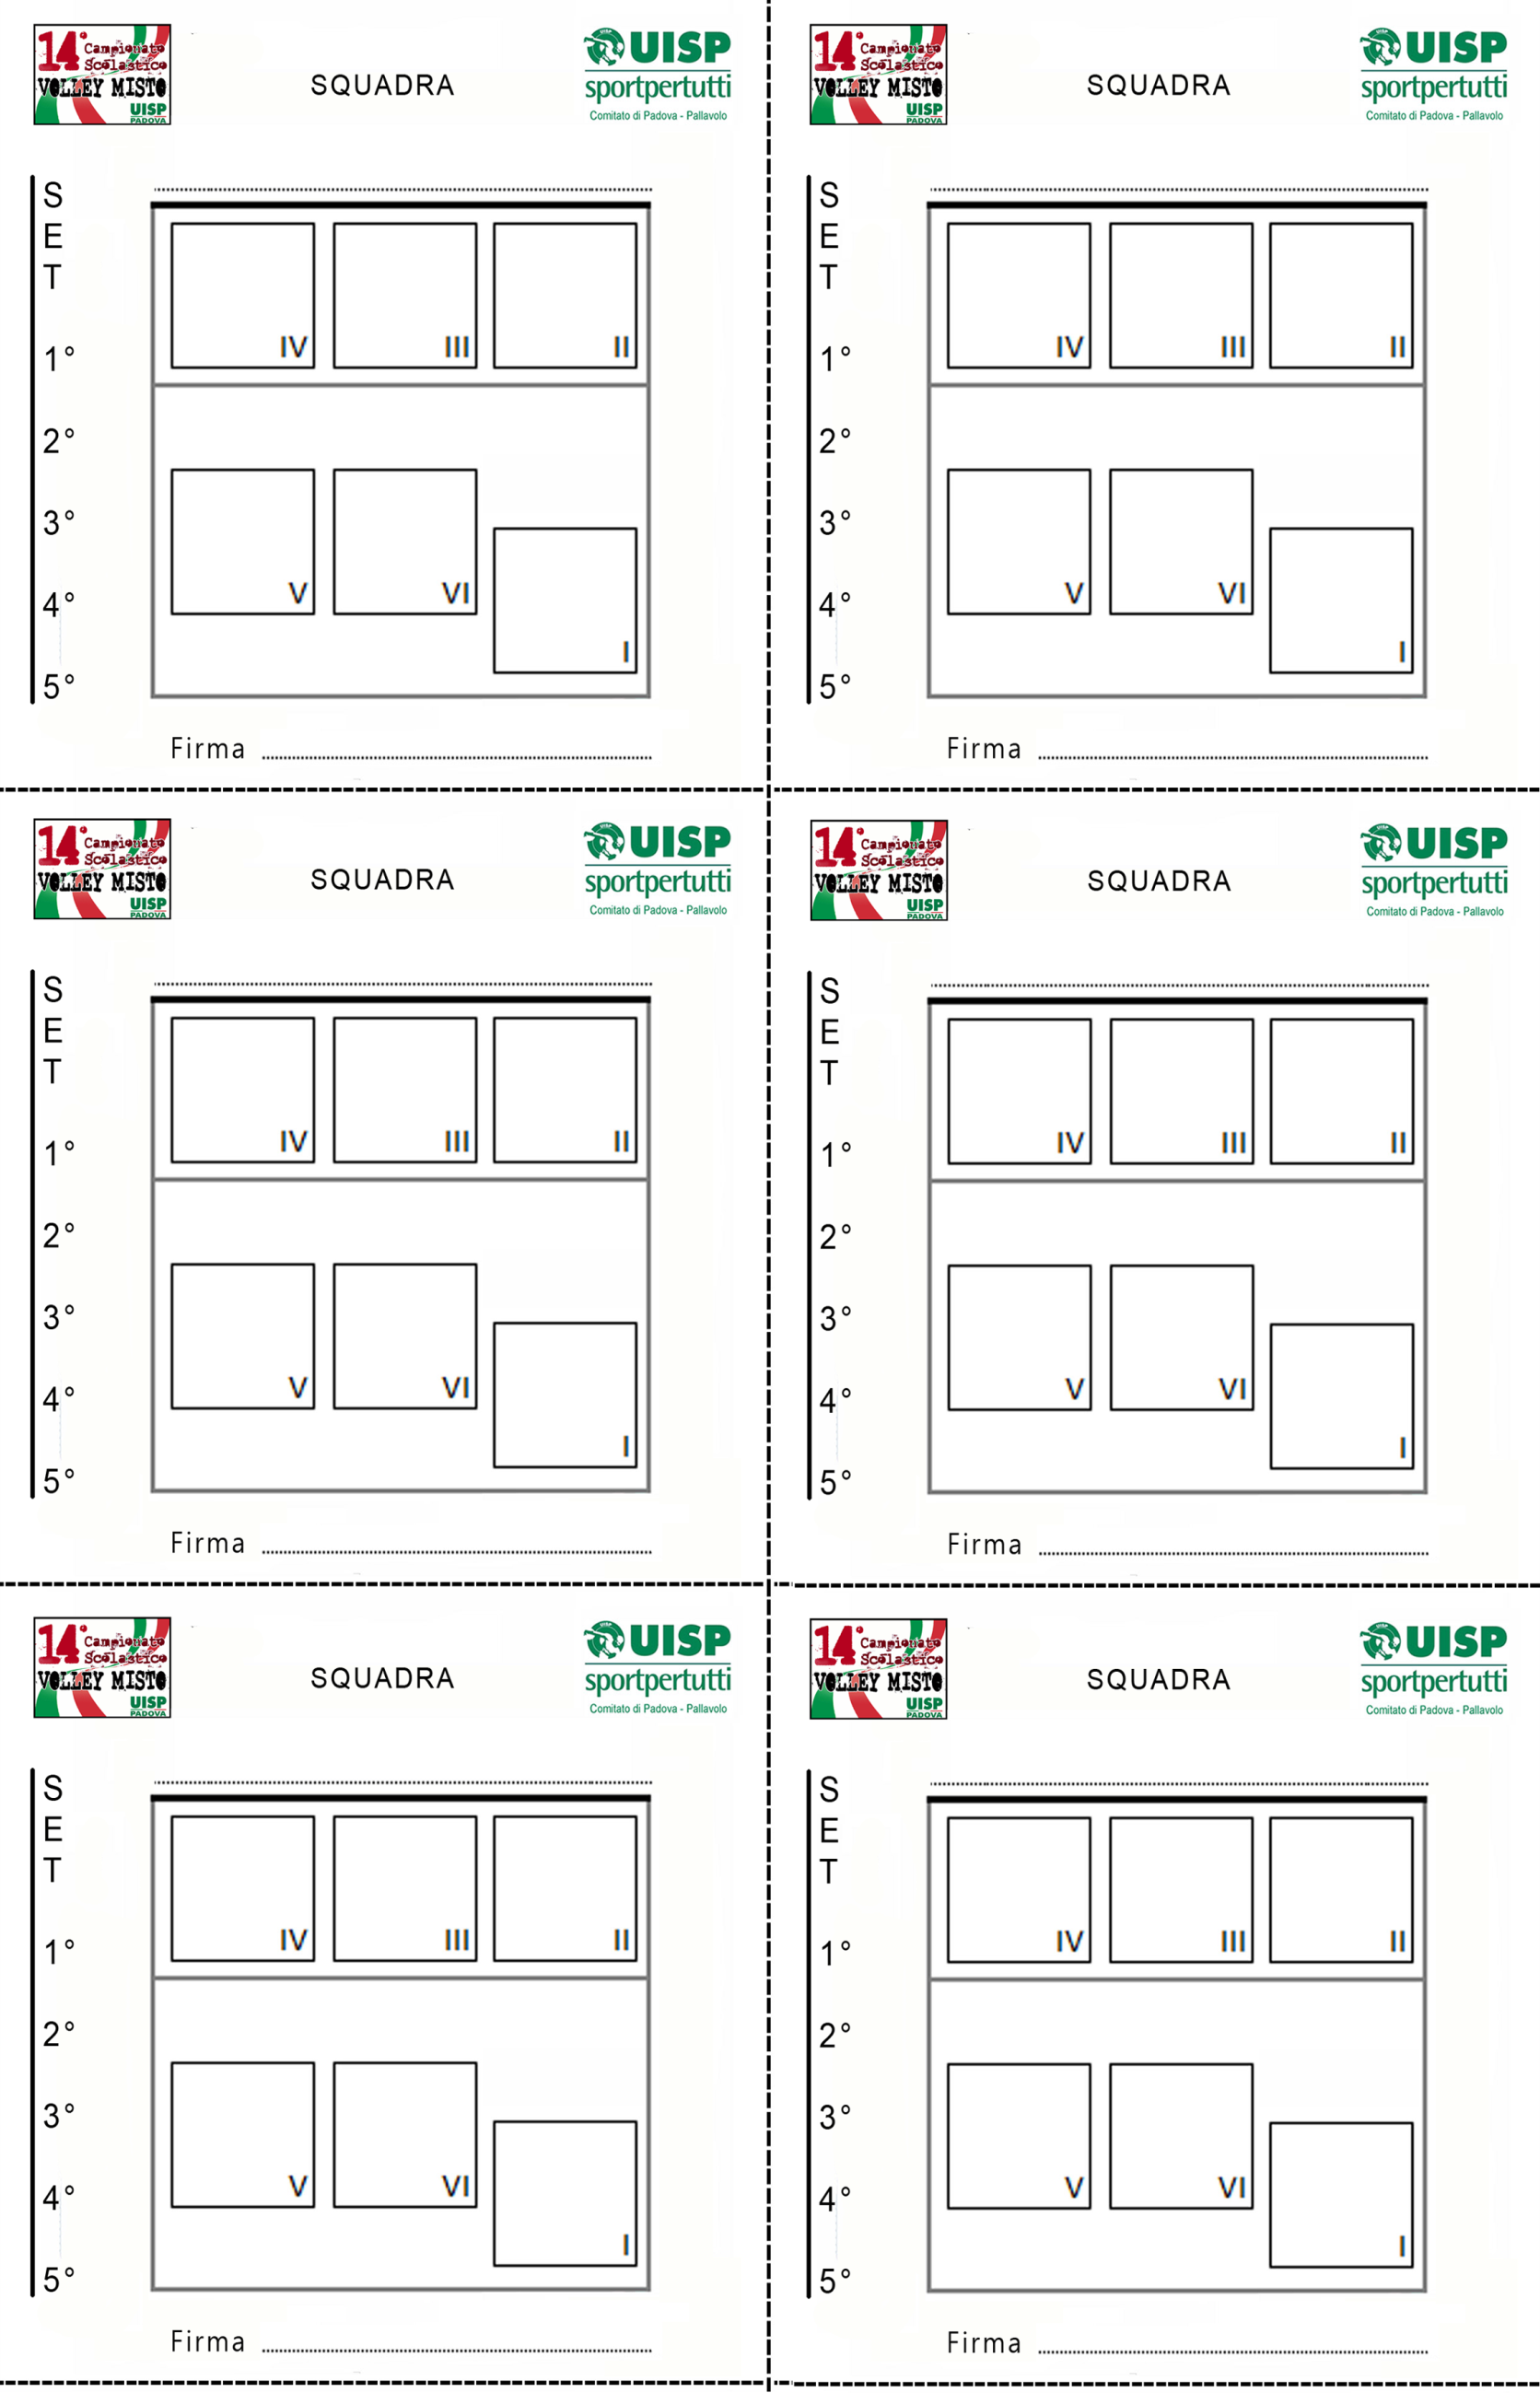 14° Campionato
Scolastico
VOLLEY MISTO
UISP
PADOVA
SQUADRA
UISP
sportpertutti
Comitato di Padova - Pallavolo
S
E
T
1°
2°
3°
4°
5°
IV III II
V VI
I
Firma
14° Campionato
Scolastico
VOLLEY MISTO
UISP
PADOVA
SQUADRA
UISP
sportpertutti
Comitato di Padova - Pallavolo
S
E
T
1°
2°
3°
4°
5°
IV III II
V VI
I
Firma
14° Campionato
Scolastico
VOLLEY MISTO
UISP
PADOVA
SQUADRA
UISP
sportpertutti
Comitato di Padova - Pallavolo
S
E
T
1°
2°
3°
4°
5°
IV III II
V VI
I
Firma
14° Campionato
Scolastico
VOLLEY MISTO
UISP
PADOVA
SQUADRA
UISP
sportpertutti
Comitato di Padova - Pallavolo
S
E
T
1°
2°
3°
4°
5°
IV III II
V VI
I
Firma
14° Campionato
Scolastico
VOLLEY MISTO
UISP
PADOVA
SQUADRA
UISP
sportpertutti
Comitato di Padova - Pallavolo
S
E
T
1°
2°
3°
4°
5°
IV III II
V VI
I
Firma
14° Campionato
Scolastico
VOLLEY MISTO
UISP
PADOVA
SQUADRA
UISP
sportpertutti
Comitato di Padova - Pallavolo
S
E
T
1°
2°
3°
4°
5°
IV III II
V VI
I
Firma